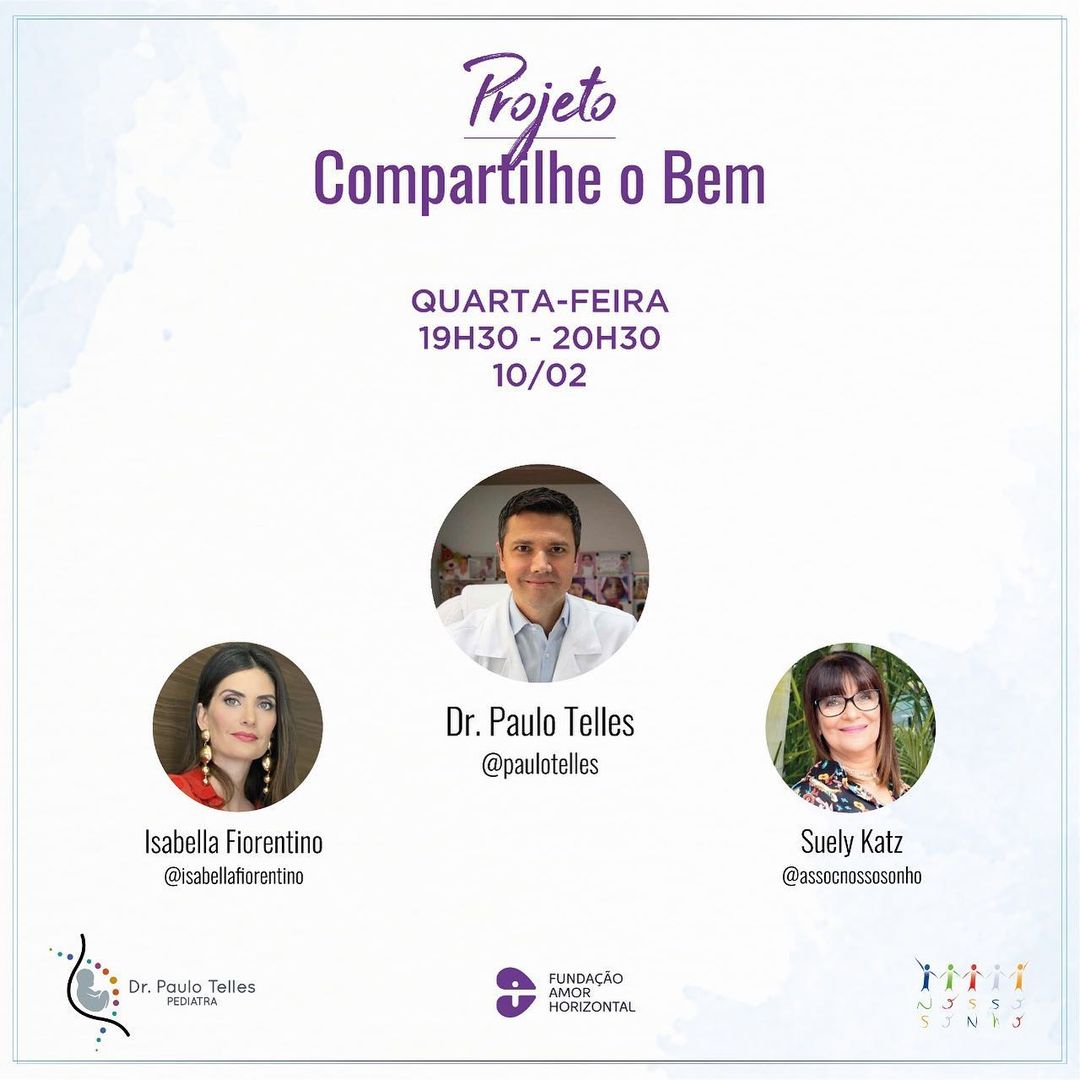 Projeto
Compartilhe o Bem
QUARTA-FEIRA
19H30 - 20H30
10/02
Dr. Paulo Telles
@paulotelles
Isabella Fiorentino
@isabellafiorentino
Suely Katz
@assocnossosonho
Dr. Paulo Telles
PEDIATRA
FUNDAÇÃO
AMOR
HORIZONTAL
NOSSO
SONHO